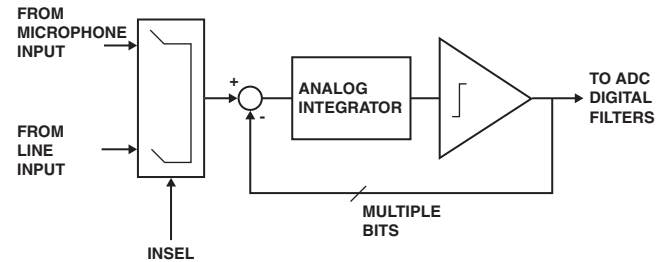 FROM
MICROPHONE
INPUT
FROM
LINE
INPUT
INSEL
+
-
ANALOG
INTEGRATOR
TO ADC
DIGITAL
FILTERS
MULTIPLE
BITS